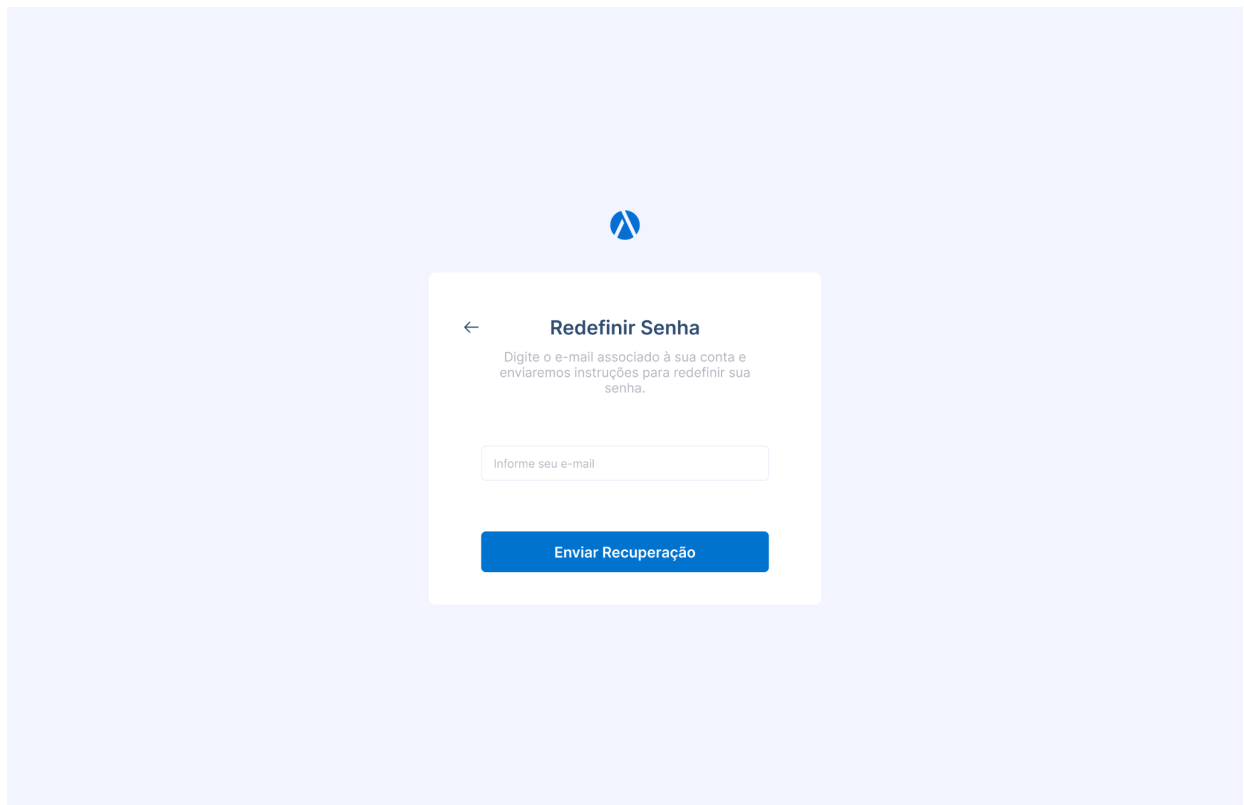 Redefinir Senha
Digite o e-mail associado à sua conta e
enviaremos instruções para redefinir sua
senha.
Informe seu e-mail
Enviar Recuperação